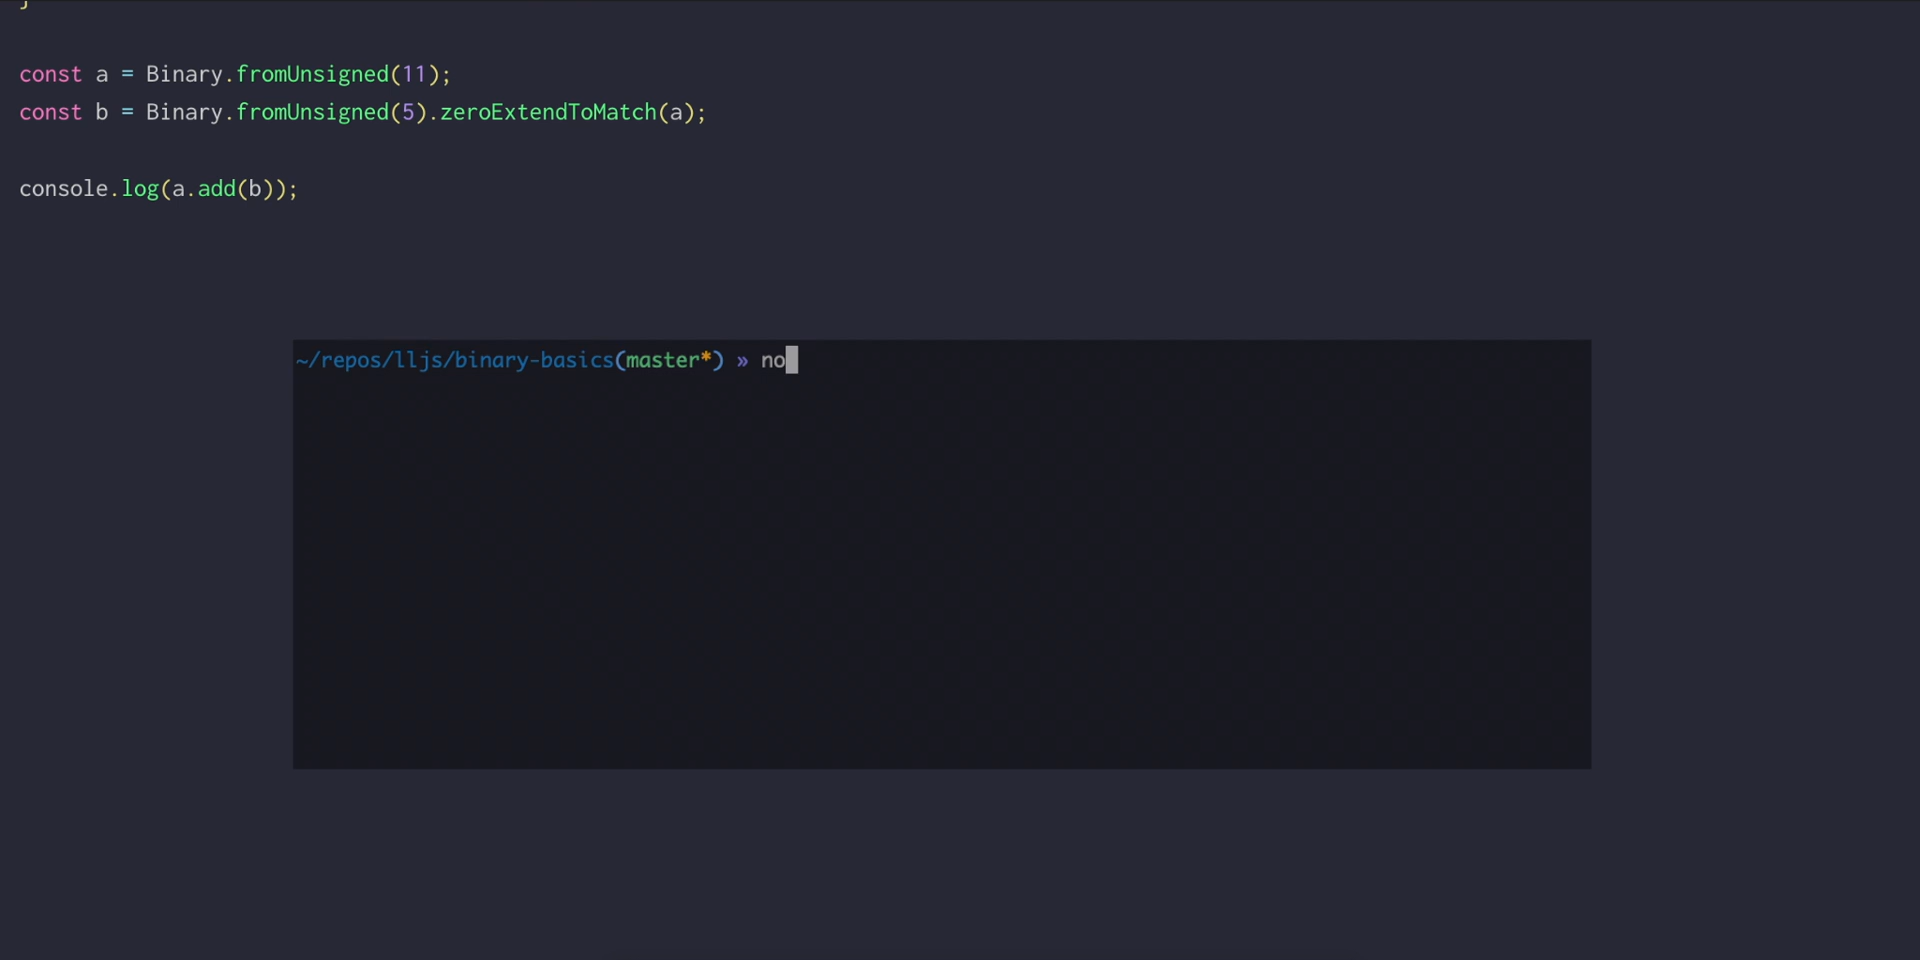 }
const a = Binary.fromUnsigned(11);
const b = Binary.fromUnsigned(5).zeroExtendToMatch(a);
console.log(a.add(b));
~/repos/lljs/binary-basics(master*) » no